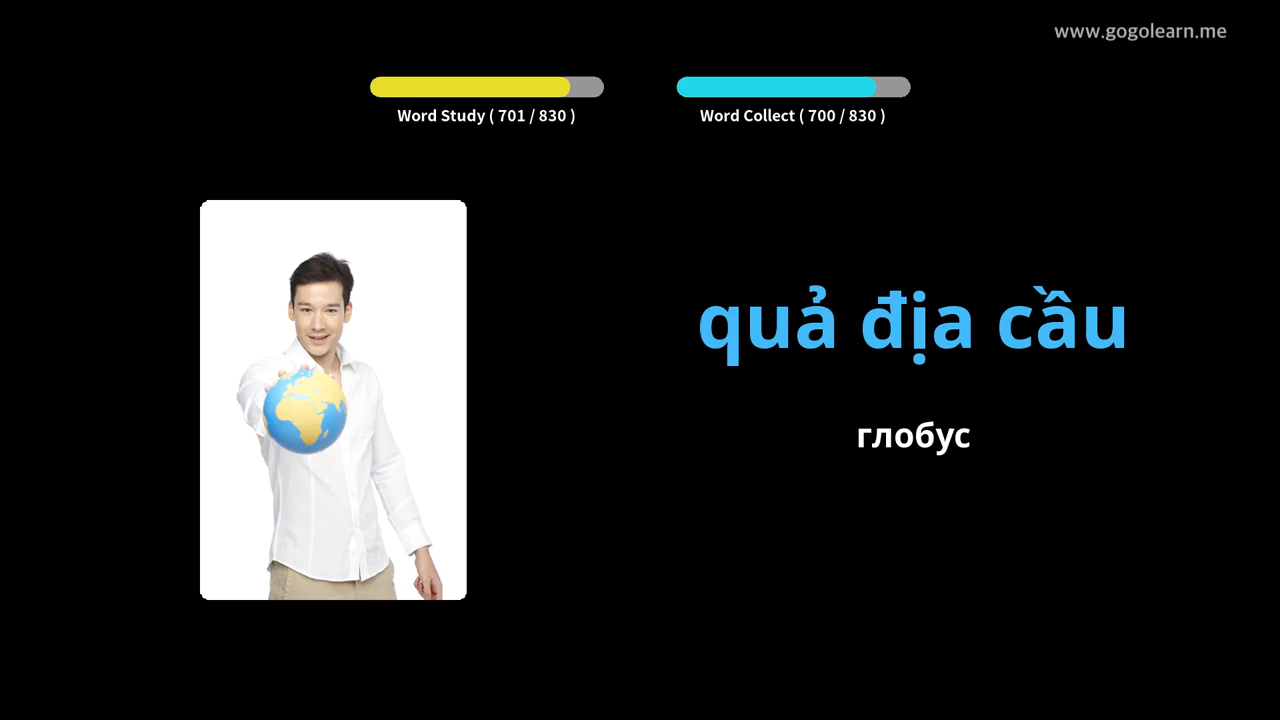 www.gogolearn.me
Word Study ( 701 / 830 )
Word Collect ( 700 / 830 )
quả địa cầu
глобус